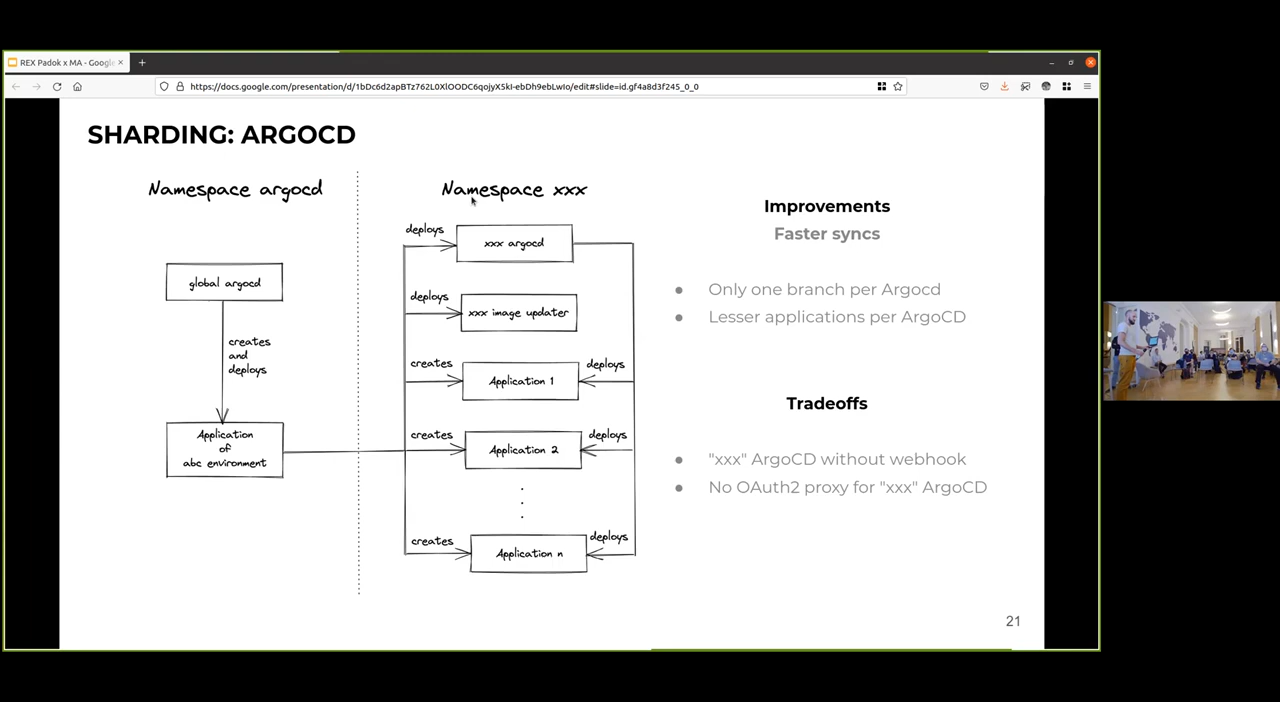 REX Padok x MA - Google
https://docs.google.com/presentation/d/1bDc6d2apBTz762L0XlOODC6qojyX5kI-ebDh9ebLwIo/edit#slide=id.gf4a8d3f245_0_0
SHARDING: ARGOCD
Namespace argocd
global argocd
creates
and
deploys
Application
of
abc environment
Namespace xxx
deploys
xxx argocd
deploys
xxx image updater
creates
Application 1
deploys
creates
Application 2
deploys
.
.
.
creates
Application n
deploys
Improvements
Faster syncs
● Only one branch per Argocd
● Lesser applications per ArgoCD
Tradeoffs
● "xxx" ArgoCD without webhook
● No OAuth2 proxy for "xxx" ArgoCD
21